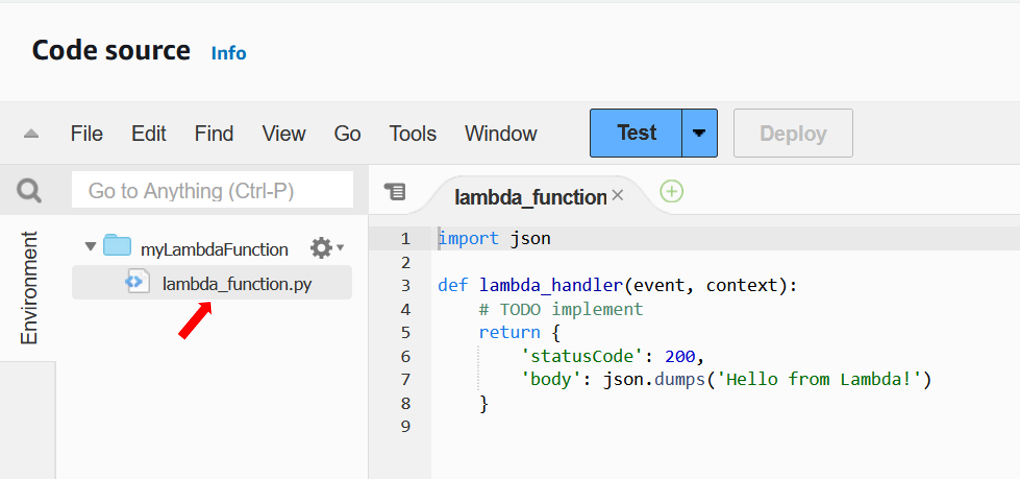 Code source Info
File Edit Find View Go Tools Window Test Deploy
Go to Anything (Ctrl-P)
lambda_function
Environment
myLambdaFunction
lambda_function.py
1 import json
2
3 def lambda_handler(event, context):
4     # TODO implement
5     return {
6         'statusCode': 200,
7         'body': json.dumps('Hello from Lambda!')
8     }
9